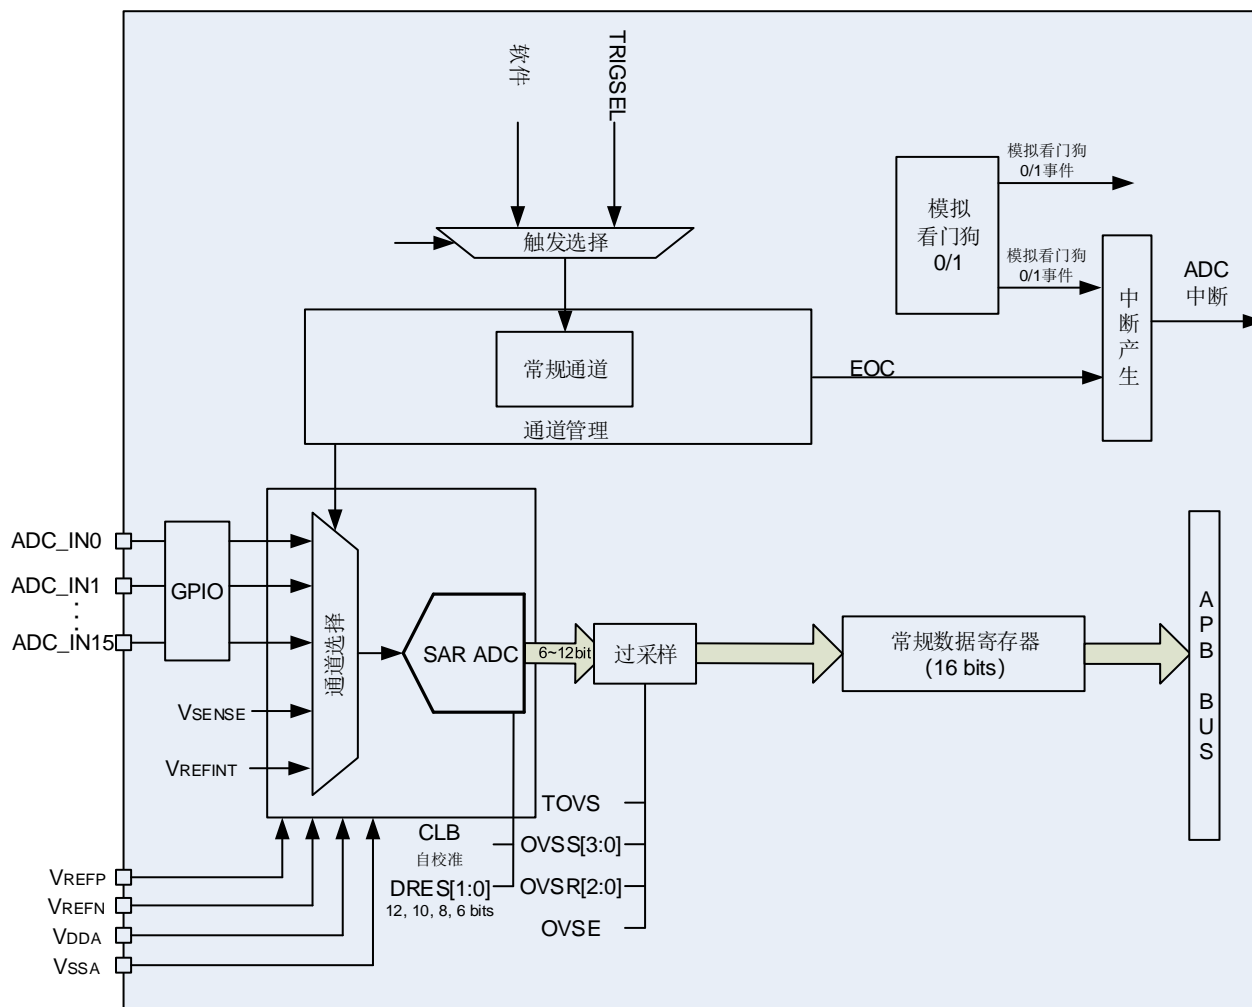 软件
TRIGSEL
触发选择
常规通道
通道管理
EOC
模拟
看门狗
0/1
模拟看门狗
0/1事件
模拟看门狗
0/1事件
中断产生
ADC
中断
ADC_IN0
ADC_IN1
ADC_IN15
GPIO
通道选择
VSENSE
VREFINT
SAR ADC
6~12bit
过采样
常规数据寄存器
(16 bits)
APB BUS
CLB
自校准
DRES[1:0]
12, 10, 8, 6 bits
TOVS
OVSS[3:0]
OVSR[2:0]
OVSE
VREFP
VREFN
VDDA
VSSA